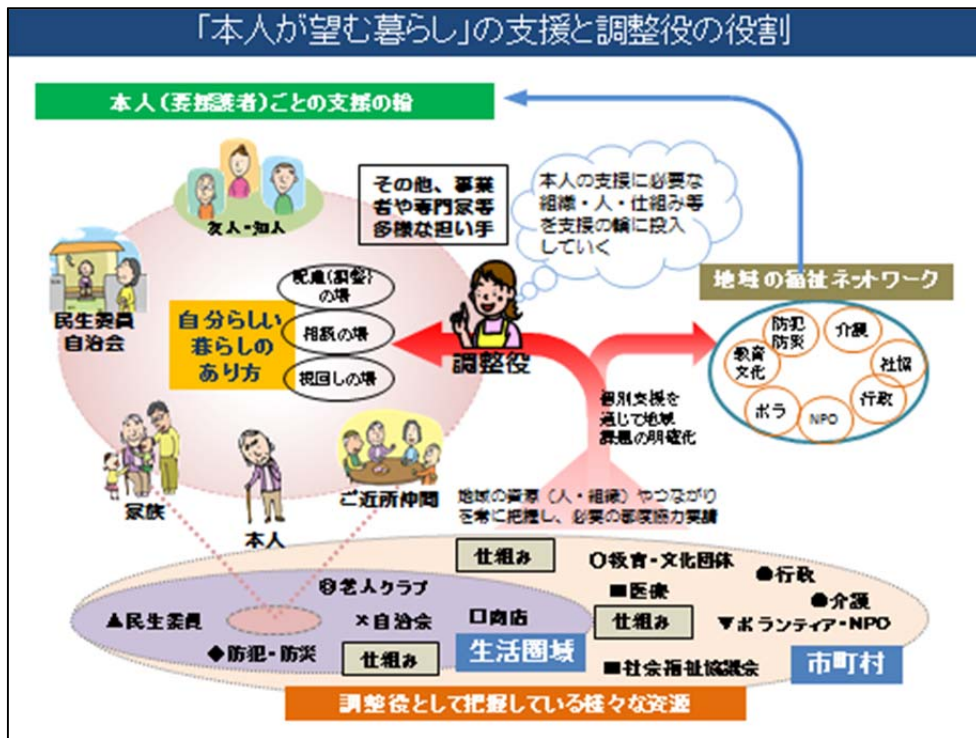 「本人が望む暮らし」の支援と調整役の役割
本人(要援護者)ごとの支援の輪
友人・知人
その他、事業
者や専門家等
多様な担い手
本人の支援に必要な
組織・人・仕組み等
を支援の輪に投入
していく
地域の福祉ネットワーク
防犯
防災
介護
教育
文化
社協
行政
ボラ
NPO
民生委員
自治会
自分らしい
暮らしの
あり方
配慮(調整)
の場
相談の場
根回しの場
調整役
個別支援を
通じて地域
課題の明確化
家族
本人
ご近所仲間
地域の資源(人・組織)やつながり
を常に把握し、必要の都度協力要請
仕組み
○教育・文化団体
●行政
◎老人クラブ
■医療
●介護
▲民生委員
×自治会
□商店
仕組み
▼ボランティア・NPO
◆防犯・防災
仕組み
生活圏域
■社会福祉協議会
市町村
調整役として把握している様々な資源